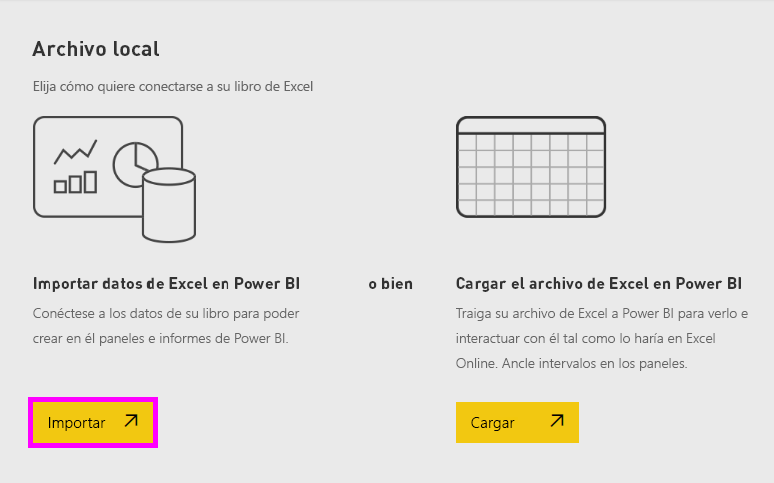 Archivo local
Elija cómo quiere conectarse a su libro de Excel
Importar datos de Excel en Power BI
Conéctese a los datos de su libro para poder
crear en él paneles e informes de Power BI.
Importar
o bien
Cargar el archivo de Excel en Power BI
Traiga su archivo de Excel a Power BI para verlo e
interactuar con él tal como lo haría en Excel
Online. Ancle intervalos en los paneles.
Cargar